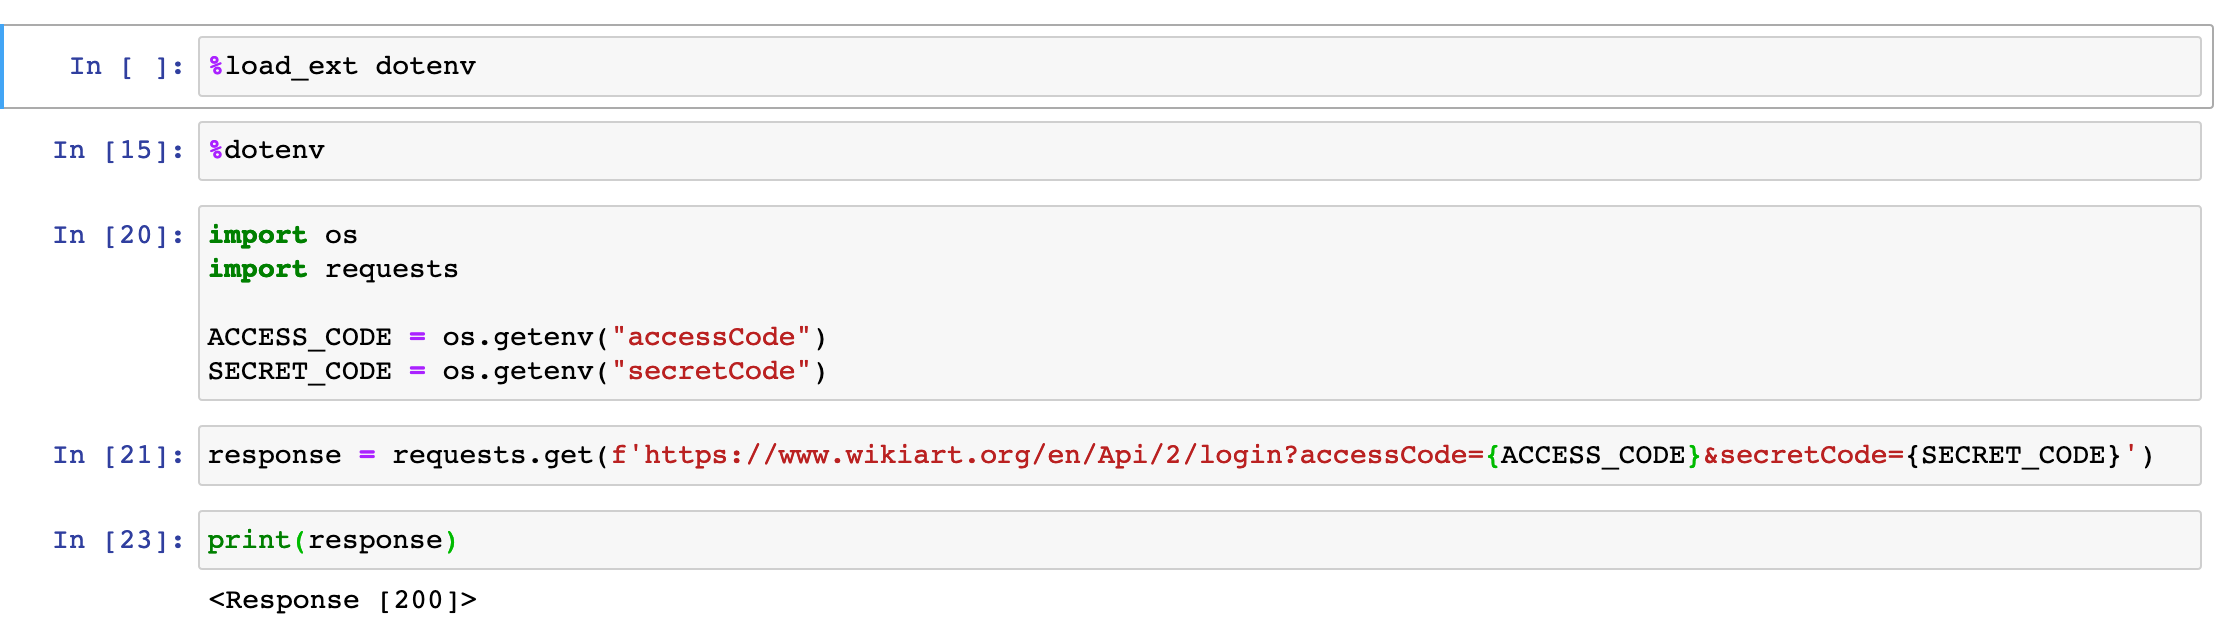 In [ ]: %load_ext dotenv
In [15]: %dotenv
In [20]: import os
import requests
ACCESS_CODE = os.getenv("accessCode")
SECRET_CODE = os.getenv("secretCode")
In [21]: response = requests.get(f'https://www.wikiart.org/en/Api/2/login?accessCode={ACCESS_CODE}&secretCode={SECRET_CODE}')
In [23]: print(response)
<Response [200]>